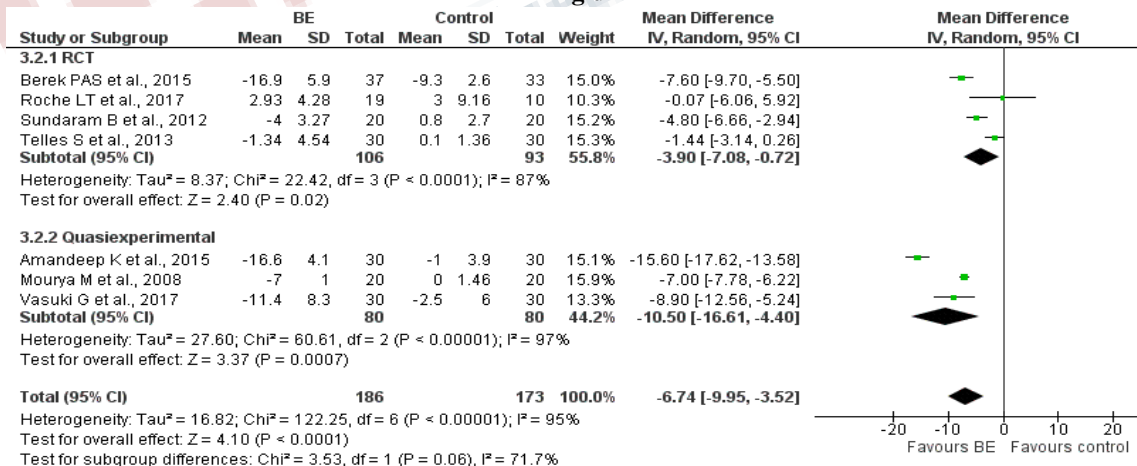 BE Control Mean Difference Mean Difference
Study or Subgroup Mean SD Total Mean SD Total Weight IV, Random, 95% CI IV, Random, 95% CI
3.2.1 RCT
Berek PAS et al., 2015 -16.9 5.9 37 -9.3 2.6 33 15.0% -7.60 [-9.70, -5.50]
Roche LT et al., 2017 2.93 4.28 19 3 9.16 10 10.3% -0.07 [-6.06, 5.92]
Sundaram B et al., 2012 -4 3.27 20 0.8 2.7 20 15.2% -4.80 [-6.66, -2.94]
Telles S et al., 2013 -1.34 4.54 30 0.1 1.36 30 15.3% -1.44 [-3.14, 0.26]
Subtotal (95% CI) 106 93 55.8% -3.90 [-7.08, -0.72]
Heterogeneity: Tau² = 8.37; Chi² = 22.42, df = 3 (P < 0.0001); I² = 87%
Test for overall effect: Z = 2.40 (P = 0.02)
3.2.2 Quasiexperimental
Amandeep K et al., 2015 -16.6 4.1 30 -1 3.9 30 15.1% -15.60 [-17.62, -13.58]
Mourya M et al., 2008 -7 1 20 0 1.46 20 15.9% -7.00 [-7.78, -6.22]
Vasuki G et al., 2017 -11.4 8.3 30 -2.5 6 30 13.3% -8.90 [-12.56, -5.24]
Subtotal (95% CI) 80 80 44.2% -10.50 [-16.61, -4.40]
Heterogeneity: Tau² = 27.60; Chi² = 60.61, df = 2 (P < 0.00001); I² = 97%
Test for overall effect: Z = 3.37 (P = 0.0007)
Total (95% CI) 186 173 100.0% -6.74 [-9.95, -3.52]
Heterogeneity: Tau² = 16.82; Chi² = 122.25, df = 6 (P < 0.00001); I² = 95%
Test for overall effect: Z = 4.10 (P < 0.0001)
Test for subgroup differences: Chi² = 3.53, df = 1 (P = 0.06), I² = 71.7%
-20 -10 0 10 20
Favours BE Favours control